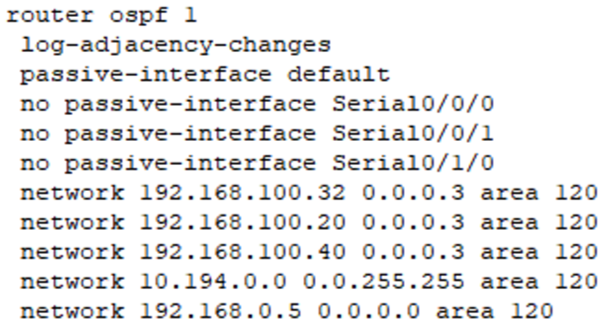 router ospf 1
log-adjacency-changes
passive-interface default
no passive-interface Serial0/0/0
no passive-interface Serial0/0/1
no passive-interface Serial0/1/0
network 192.168.100.32 0.0.0.3 area 120
network 192.168.100.20 0.0.0.3 area 120
network 192.168.100.40 0.0.0.3 area 120
network 10.194.0.0 0.0.255.255 area 120
network 192.168.0.5 0.0.0.0 area 120